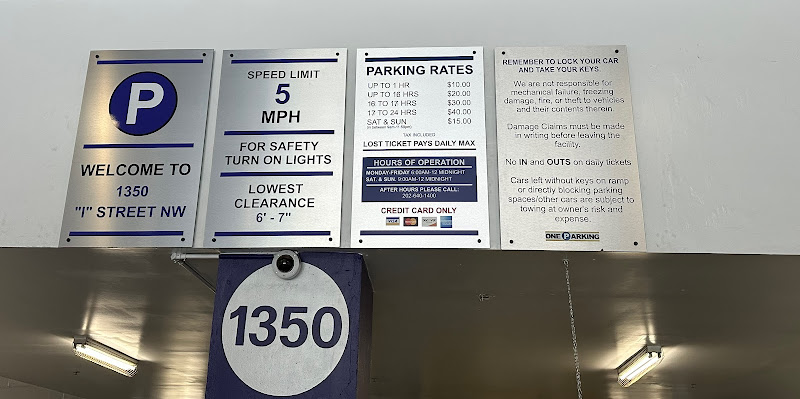 P
WELCOME TO
1350
"I" STREET NW
SPEED LIMIT
5
MPH
FOR SAFETY
TURN ON LIGHTS
LOWEST
CLEARANCE
6' - 7"
PARKING RATES
UP TO 1 HR $10.00
UP TO 16 HRS $20.00
16 TO 17 HRS $30.00
17 TO 24 HRS $40.00
SAT & SUN $15.00
TAX INCLUDED
LOST TICKET PAYS DAILY MAX
HOURS OF OPERATION
MONDAY-FRIDAY 6:00AM-12 MIDNIGHT
SAT. & SUN. 9:00AM-12 MIDNIGHT
AFTER HOURS PLEASE CALL:
202-640-1400
CREDIT CARD ONLY
REMEMBER TO LOCK YOUR CAR
AND TAKE YOUR KEYS.
We are not responsible for
mechanical failure, freezing
damage, fire, or theft to vehicles
and their contents therein.
Damage Claims must be made
in writing before leaving the
facility.
No IN and OUTS on daily tickets
Cars left without keys on ramp
or directly blocking parking
spaces/other cars are subject to
towing at owner's risk and
expense.
ONE PARKING
1350